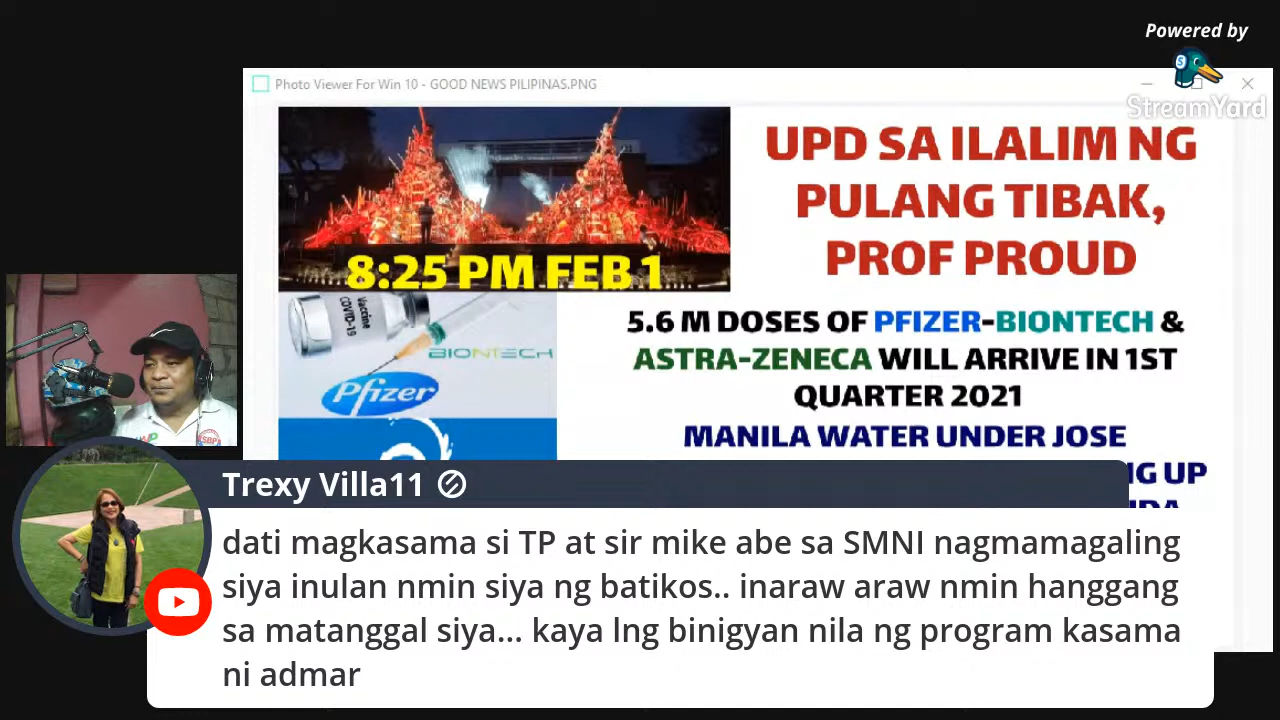 Powered by
StreamYard
Photo Viewer For Win 10 - GOOD NEWS PILIPINAS.PNG
UPD SA ILALIM NG
PULANG TIBAK,
PROF PROUD
8:25 PM FEB 1
Vaccine
COVID-19
BIONTECH
Pfizer
5.6 M DOSES OF PFIZER-BIONTECH &
ASTRA-ZENECA WILL ARRIVE IN 1ST
QUARTER 2021
MANILA WATER UNDER JOSE
UP
Trexy Villa11
dati magkasama si TP at sir mike abe sa SMNI nagmamagaling
siya inulan nmin siya ng batikos.. inaraw araw nmin hanggang
sa matanggal siya... kaya lng binigyan nila ng program kasama
ni admar